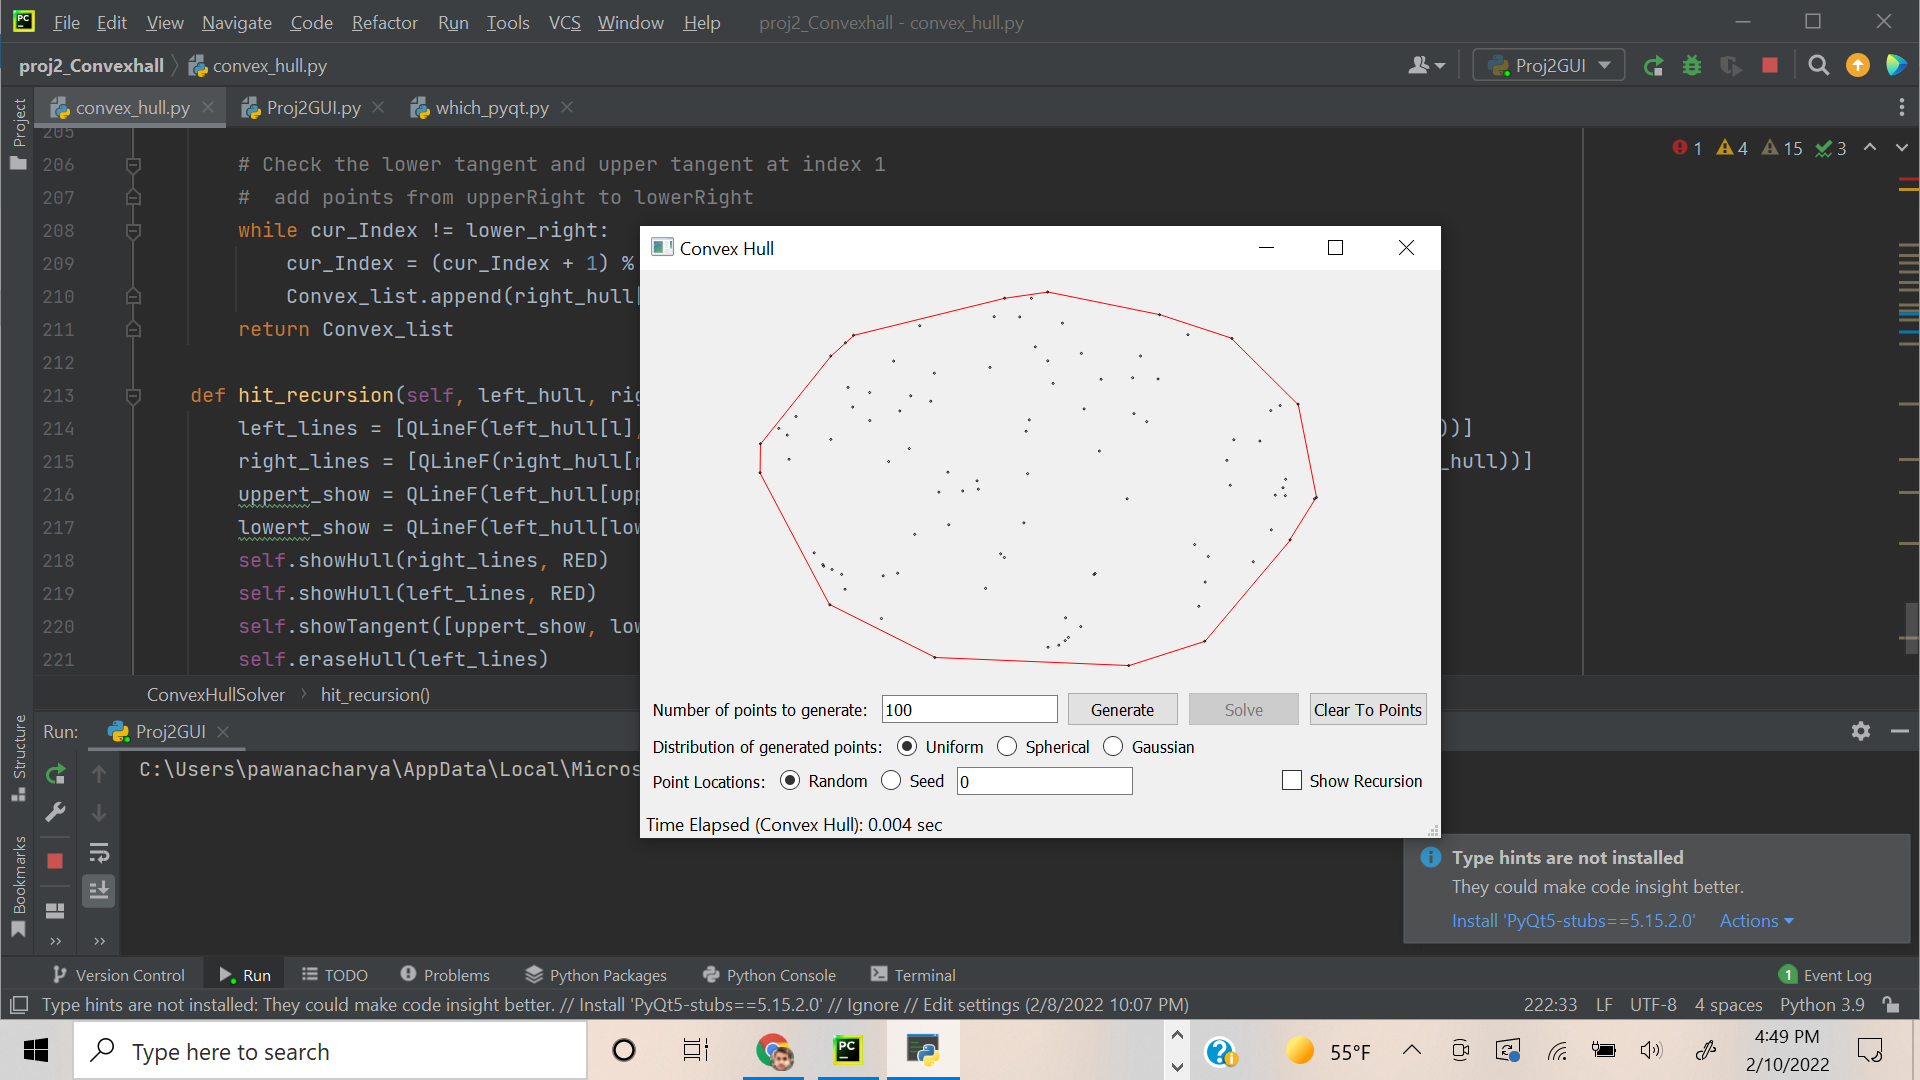 File Edit View Navigate Code Refactor Run Tools VCS Window Help proj2_Convexhall - convex_hull.py
proj2_Convexhall convex_hull.py Proj2GUI
convex_hull.py Proj2GUI.py which_pyqt.py
Project
205
1 4 15 3
206 # Check the lower tangent and upper tangent at index 1
207 # add points from upperRight to lowerRight
208 while cur_Index != lower_right:
209 cur_Index = (cur_Index + 1) %
210 Convex_list.append(right_hull[
211 return Convex_list
212
213 def hit_recursion(self, left_hull, rig
214 left_lines = [QLineF(left_hull[l], ))]
215 right_lines = [QLineF(right_hull[r _hull))]
216 uppert_show = QLineF(left_hull[upp
217 lowert_show = QLineF(left_hull[low
218 self.showHull(right_lines, RED)
219 self.showHull(left_lines, RED)
220 self.showTangent([uppert_show, low
221 self.eraseHull(left_lines)
ConvexHullSolver hit_recursion()
Convex Hull
Number of points to generate: 100 Generate Solve Clear To Points
Distribution of generated points: Uniform Spherical Gaussian
Point Locations: Random Seed 0 Show Recursion
Time Elapsed (Convex Hull): 0.004 sec
Structure
Bookmarks
Run: Proj2GUI
C:\Users\pawanacharya\AppData\Local\Micros
Type hints are not installed
They could make code insight better.
Install 'PyQt5-stubs==5.15.2.0' Actions
Version Control Run TODO Problems Python Packages Python Console Terminal 1 Event Log
Type hints are not installed: They could make code insight better. // Install 'PyQt5-stubs==5.15.2.0' // Ignore // Edit settings (2/8/2022 10:07 PM) 222:33 LF UTF-8 4 spaces Python 3.9
Type here to search
PC
55°F
4:49 PM
2/10/2022